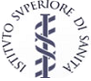 ISTITVTO SVPERIORE DI SANITÀ